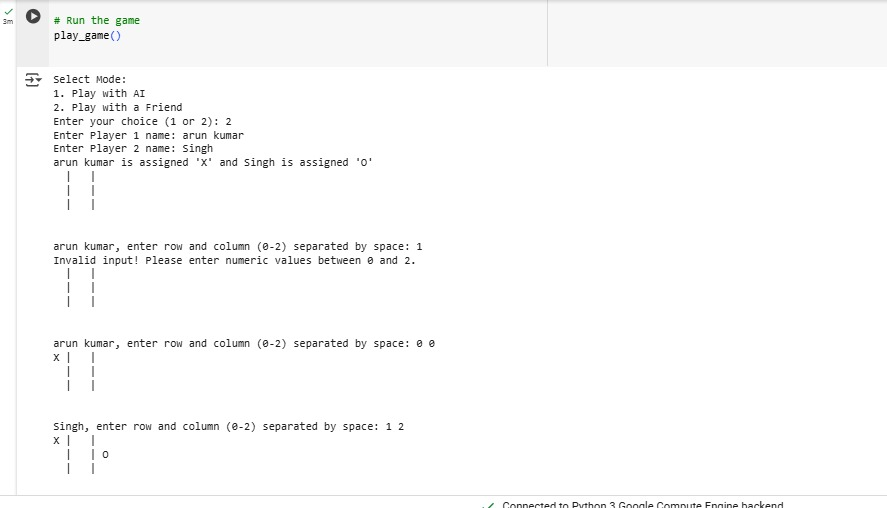 # Run the game
play_game()
3m
Select Mode:
1. Play with AI
2. Play with a Friend
Enter your choice (1 or 2): 2
Enter Player 1 name: arun kumar
Enter Player 2 name: Singh
arun kumar is assigned 'X' and Singh is assigned 'O'
| |
| |
| |
arun kumar, enter row and column (0-2) separated by space: 1
Invalid input! Please enter numeric values between 0 and 2.
| |
| |
| |
arun kumar, enter row and column (0-2) separated by space: 0 0
X | |
| |
| |
Singh, enter row and column (0-2) separated by space: 1 2
X | |
| | O
| |
Connected to Python 3 Google Compute Engine backend